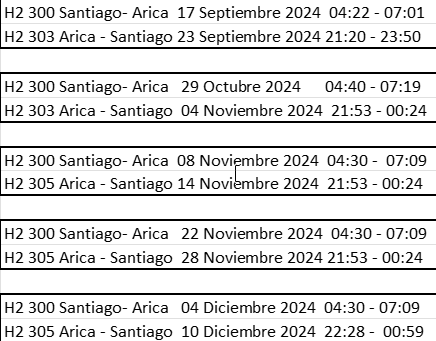 H2 300 Santiago- Arica 17 Septiembre 2024 04:22 - 07:01
H2 303 Arica - Santiago 23 Septiembre 2024 21:20 - 23:50
H2 300 Santiago- Arica 29 Octubre 2024 04:40 - 07:19
H2 303 Arica - Santiago 04 Noviembre 2024 21:53 - 00:24
H2 300 Santiago- Arica 08 Noviembre 2024 04:30 - 07:09
H2 305 Arica - Santiago 14 Noviembre 2024 21:53 - 00:24
H2 300 Santiago- Arica 22 Noviembre 2024 04:30 - 07:09
H2 305 Arica - Santiago 28 Noviembre 2024 21:53 - 00:24
H2 300 Santiago- Arica 04 Diciembre 2024 04:30 - 07:09
H2 305 Arica - Santiago 10 Diciembre 2024 22:28 - 00:59